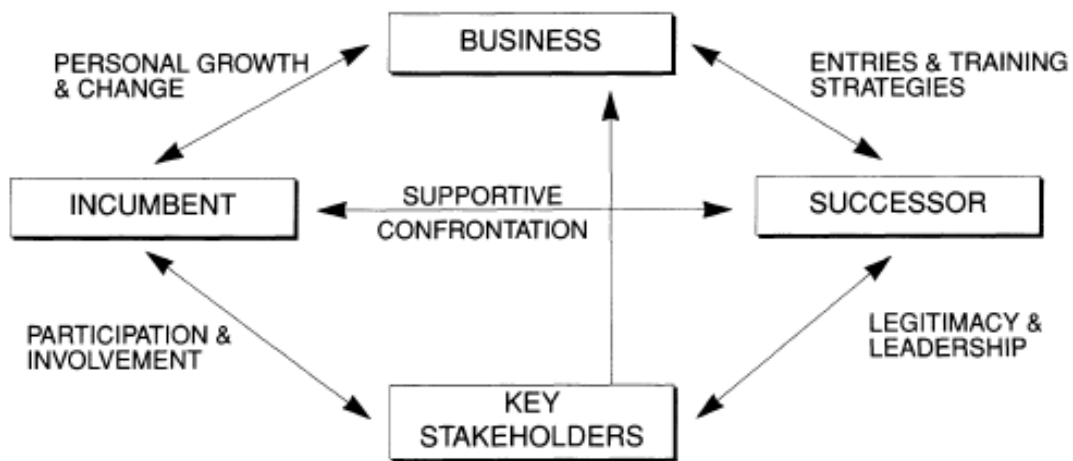 BUSINESS
PERSONAL GROWTH
& CHANGE
ENTRIES & TRAINING
STRATEGIES
INCUMBENT
SUPPORTIVE
CONFRONTATION
SUCCESSOR
PARTICIPATION &
INVOLVEMENT
LEGITIMACY &
LEADERSHIP
KEY
STAKEHOLDERS